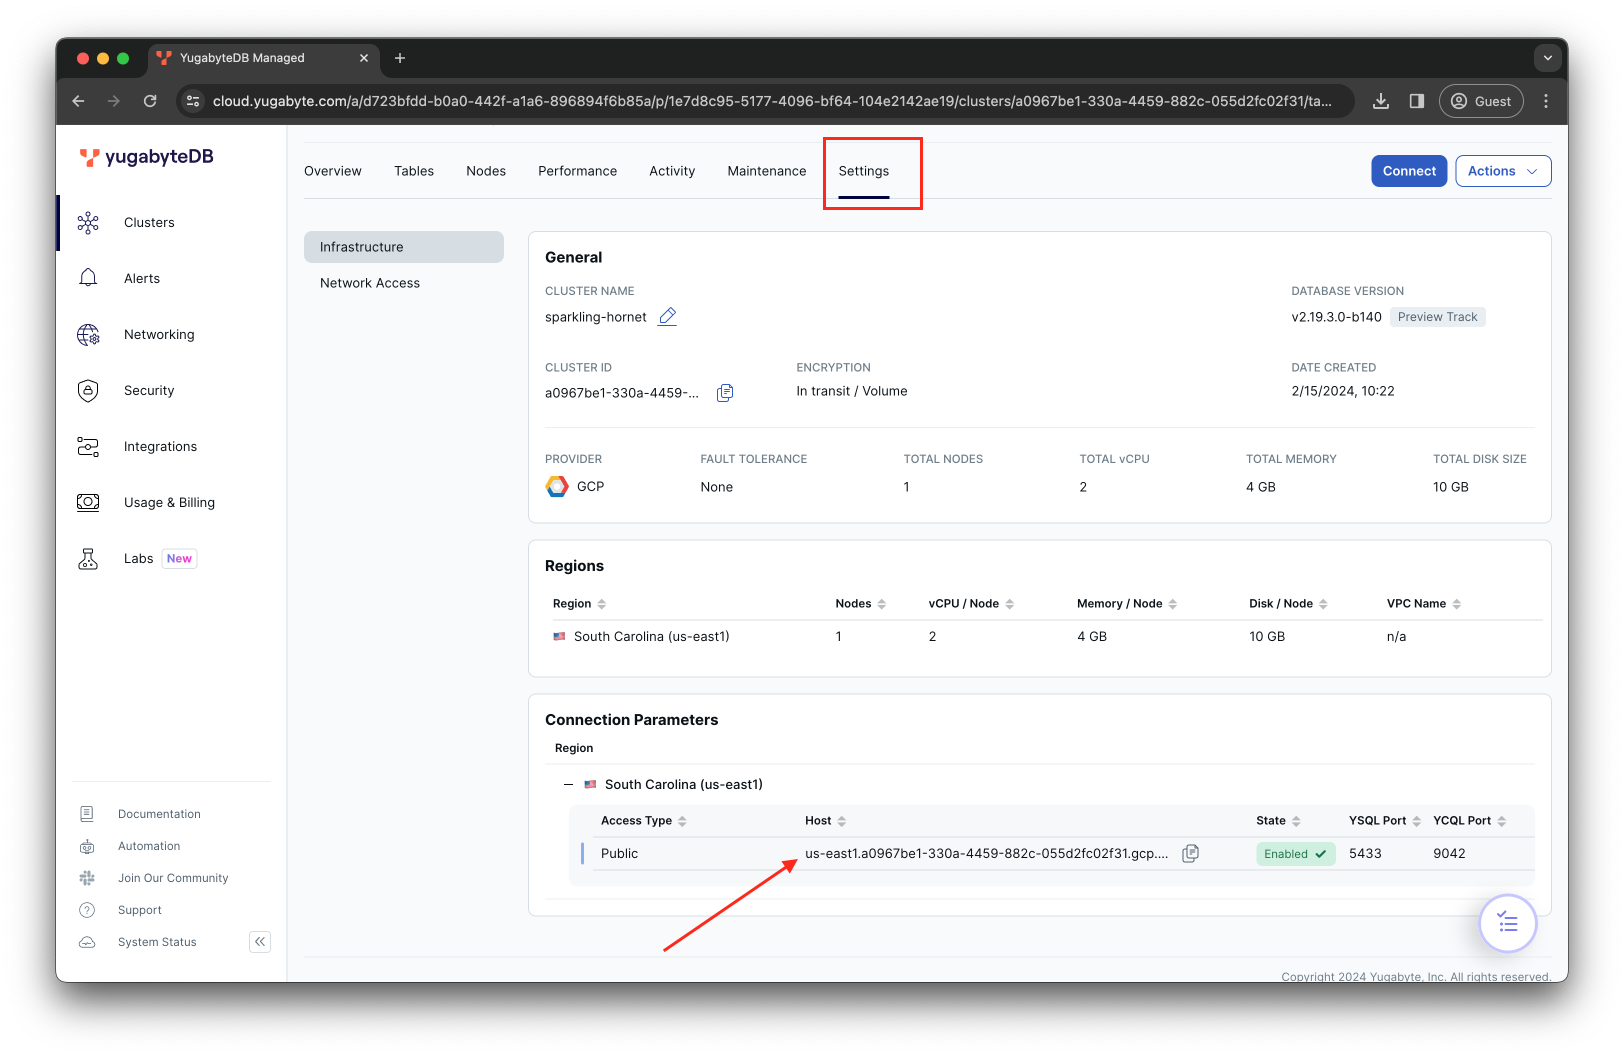 YugabyteDB Managed
cloud.yugabyte.com/a/d723bfdd-b0a0-442f-a1a6-896894f6b85a/p/1e7d8c95-5177-4096-bf64-104e2142ae19/clusters/a0967be1-330a-4459-882c-055d2fc02f31/ta...
Guest
yugabyteDB
Overview Tables Nodes Performance Activity Maintenance Settings
Connect
Actions
Clusters
Alerts
Networking
Security
Integrations
Usage & Billing
Labs New
Documentation
Automation
Join Our Community
Support
System Status
Infrastructure
Network Access
General
CLUSTER NAME DATABASE VERSION
sparkling-hornet v2.19.3.0-b140 Preview Track
CLUSTER ID ENCRYPTION DATE CREATED
a0967be1-330a-4459-... In transit / Volume 2/15/2024, 10:22
PROVIDER FAULT TOLERANCE TOTAL NODES TOTAL vCPU TOTAL MEMORY TOTAL DISK SIZE
GCP None 1 2 4 GB 10 GB
Regions
Region Nodes vCPU / Node Memory / Node Disk / Node VPC Name
South Carolina (us-east1) 1 2 4 GB 10 GB n/a
Connection Parameters
Region
South Carolina (us-east1)
Access Type Host State YSQL Port YCQL Port
Public us-east1.a0967be1-330a-4459-882c-055d2fc02f31.gcp.... Enabled 5433 9042
Copyright 2024 Yugabyte, Inc. All rights reserved.